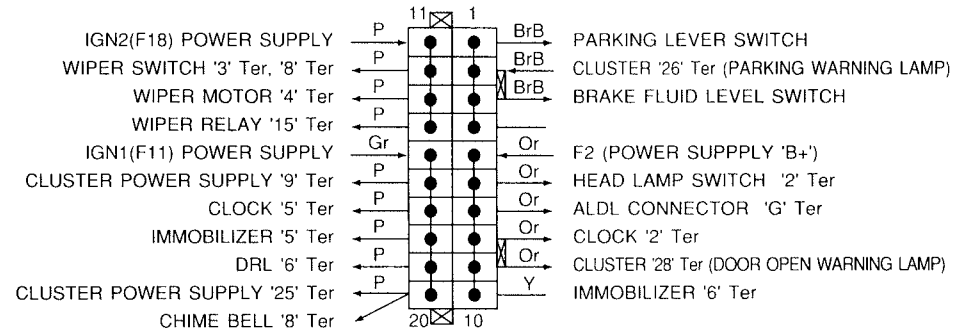 11 1
IGN2(F18) POWER SUPPLY P BrB PARKING LEVER SWITCH
WIPER SWITCH '3' Ter, '8' Ter P BrB CLUSTER '26' Ter (PARKING WARNING LAMP)
WIPER MOTOR '4' Ter P BrB BRAKE FLUID LEVEL SWITCH
WIPER RELAY '15' Ter P
IGN1(F11) POWER SUPPLY Gr Or F2 (POWER SUPPPLY 'B+')
CLUSTER POWER SUPPLY '9' Ter P Or HEAD LAMP SWITCH '2' Ter
CLOCK '5' Ter P Or ALDL CONNECTOR 'G' Ter
IMMOBILIZER '5' Ter P Or CLOCK '2' Ter
DRL '6' Ter P Or CLUSTER '28' Ter (DOOR OPEN WARNING LAMP)
CLUSTER POWER SUPPLY '25' Ter P Y IMMOBILIZER '6' Ter
CHIME BELL '8' Ter 20 10